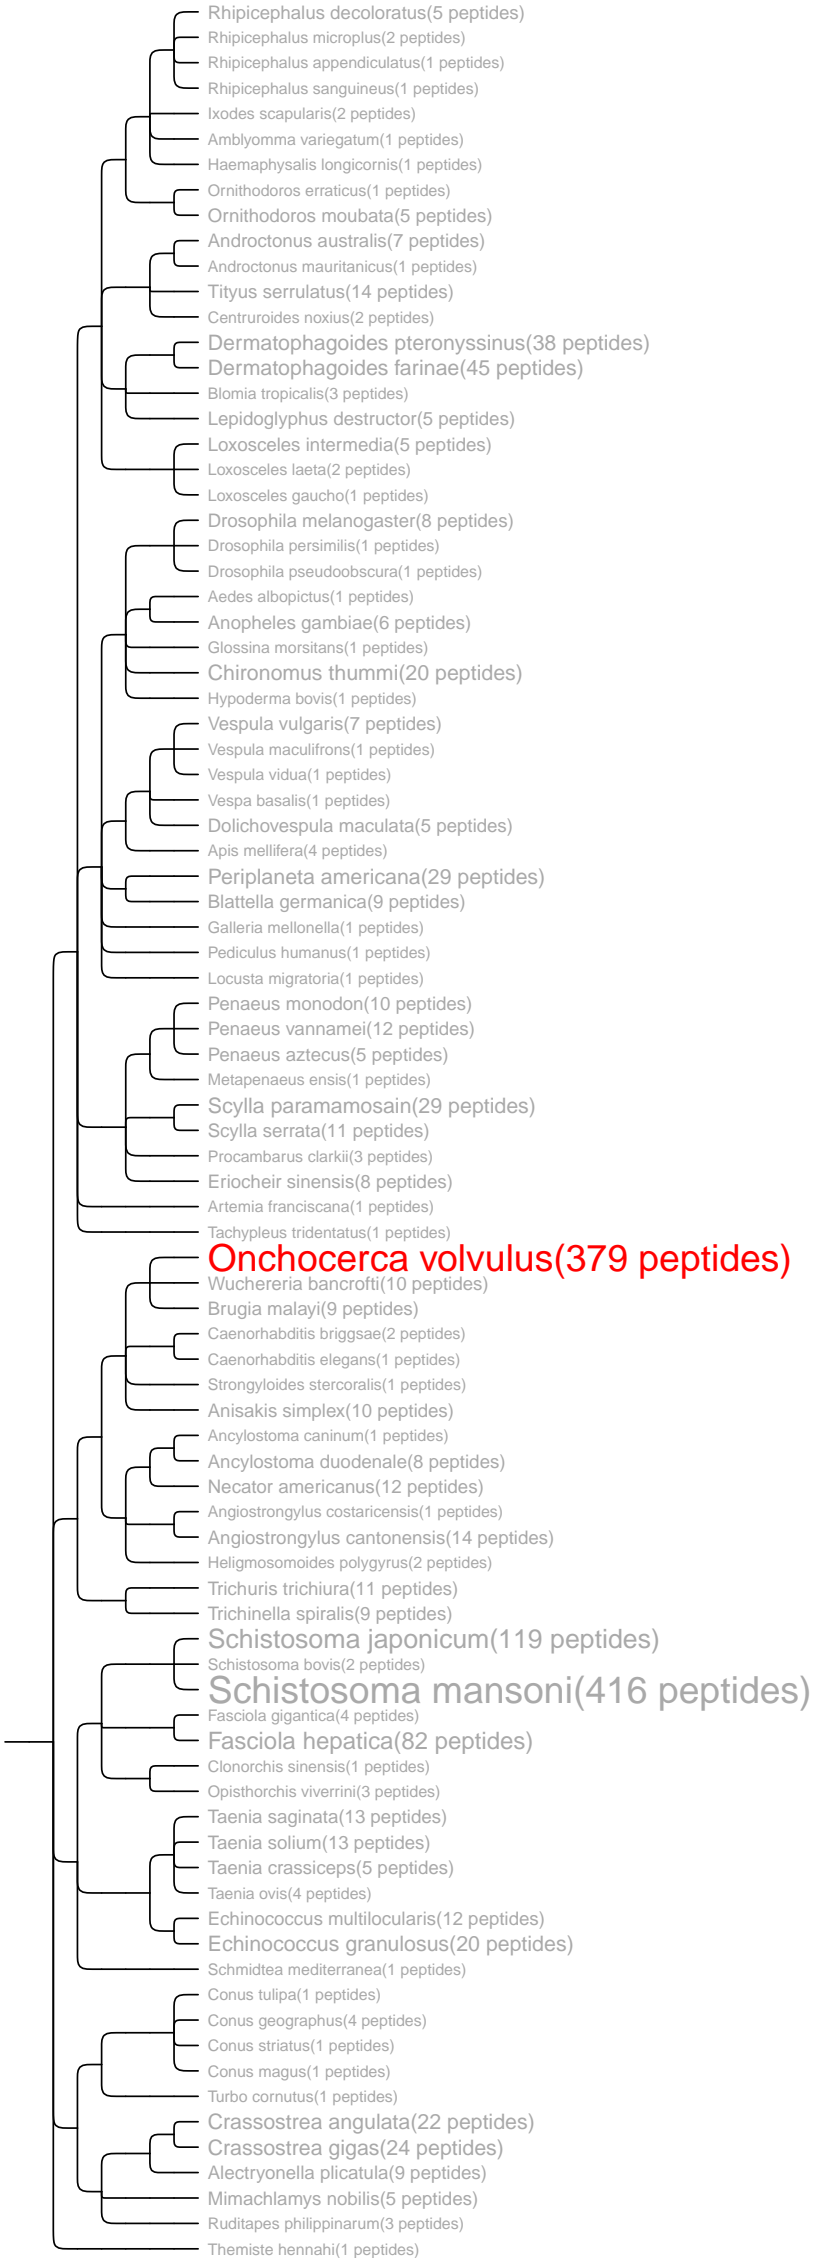 Rhipicephalus decoloratus(5 peptides)
Rhipicephalus microplus(2 peptides)
Rhipicephalus appendiculatus(1 peptides)
Rhipicephalus sanguineus(1 peptides)
Ixodes scapularis(2 peptides)
Amblyomma variegatum(1 peptides)
Haemaphysalis longicornis(1 peptides)
Ornithodoros erraticus(1 peptides)
Ornithodoros moubata(5 peptides)
Androctonus australis(7 peptides)
Androctonus mauritanicus(1 peptides)
Tityus serrulatus(14 peptides)
Centruroides noxius(2 peptides)
Dermatophagoides pteronyssinus(38 peptides)
Dermatophagoides farinae(45 peptides)
Blomia tropicalis(3 peptides)
Lepidoglyphus destructor(5 peptides)
Loxosceles intermedia(5 peptides)
Loxosceles laeta(2 peptides)
Loxosceles gaucho(1 peptides)
Drosophila melanogaster(8 peptides)
Drosophila persimilis(1 peptides)
Drosophila pseudoobscura(1 peptides)
Aedes albopictus(1 peptides)
Anopheles gambiae(6 peptides)
Glossina morsitans(1 peptides)
Chironomus thummi(20 peptides)
Hypoderma bovis(1 peptides)
Vespula vulgaris(7 peptides)
Vespula maculifrons(1 peptides)
Vespula vidua(1 peptides)
Vespa basalis(1 peptides)
Dolichovespula maculata(5 peptides)
Apis mellifera(4 peptides)
Periplaneta americana(29 peptides)
Blattella germanica(9 peptides)
Galleria mellonella(1 peptides)
Pediculus humanus(1 peptides)
Locusta migratoria(1 peptides)
Penaeus monodon(10 peptides)
Penaeus vannamei(12 peptides)
Penaeus aztecus(5 peptides)
Metapenaeus ensis(1 peptides)
Scylla paramamosain(29 peptides)
Scylla serrata(11 peptides)
Procambarus clarkii(3 peptides)
Eriocheir sinensis(8 peptides)
Artemia franciscana(1 peptides)
Tachypleus tridentatus(1 peptides)
Onchocerca volvulus(379 peptides)
Wuchereria bancrofti(10 peptides)
Brugia malayi(9 peptides)
Caenorhabditis briggsae(2 peptides)
Caenorhabditis elegans(1 peptides)
Strongyloides stercoralis(1 peptides)
Anisakis simplex(10 peptides)
Ancylostoma caninum(1 peptides)
Ancylostoma duodenale(8 peptides)
Necator americanus(12 peptides)
Angiostrongylus costaricensis(1 peptides)
Angiostrongylus cantonensis(14 peptides)
Heligmosomoides polygyrus(2 peptides)
Trichuris trichiura(11 peptides)
Trichinella spiralis(9 peptides)
Schistosoma japonicum(119 peptides)
Schistosoma bovis(2 peptides)
Schistosoma mansoni(416 peptides)
Fasciola gigantica(4 peptides)
Fasciola hepatica(82 peptides)
Clonorchis sinensis(1 peptides)
Opisthorchis viverrini(3 peptides)
Taenia saginata(13 peptides)
Taenia solium(13 peptides)
Taenia crassiceps(5 peptides)
Taenia ovis(4 peptides)
Echinococcus multilocularis(12 peptides)
Echinococcus granulosus(20 peptides)
Schmidtea mediterranea(1 peptides)
Conus tulipa(1 peptides)
Conus geographus(4 peptides)
Conus striatus(1 peptides)
Conus magus(1 peptides)
Turbo cornutus(1 peptides)
Crassostrea angulata(22 peptides)
Crassostrea gigas(24 peptides)
Alectryonella plicatula(9 peptides)
Mimachlamys nobilis(5 peptides)
Ruditapes philippinarum(3 peptides)
Themiste hennahi(1 peptides)